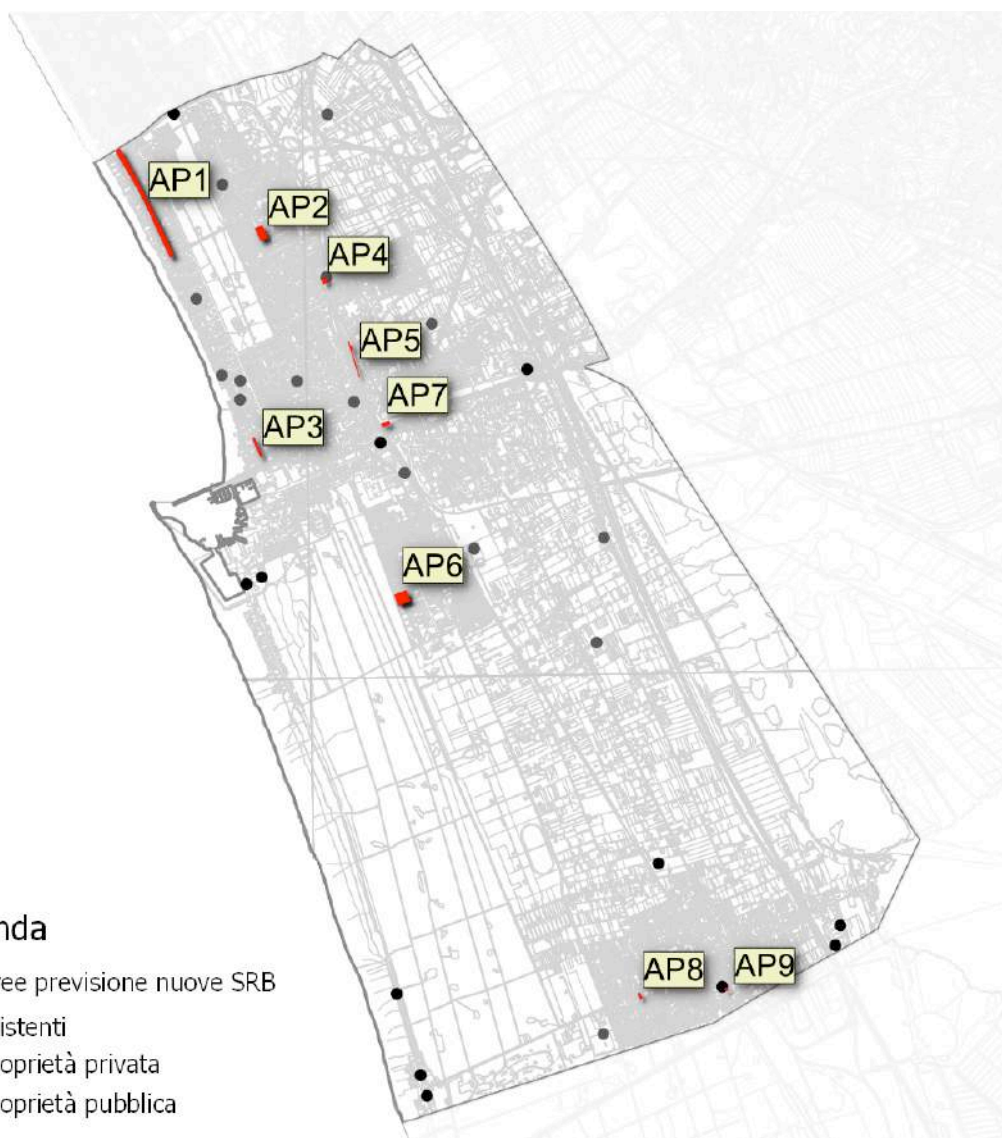 AP1
AP2
AP4
AP5
AP7
AP3
AP6
AP8
AP9
nda
ree previsione nuove SRB
istenti
oprietà privata
oprietà pubblica